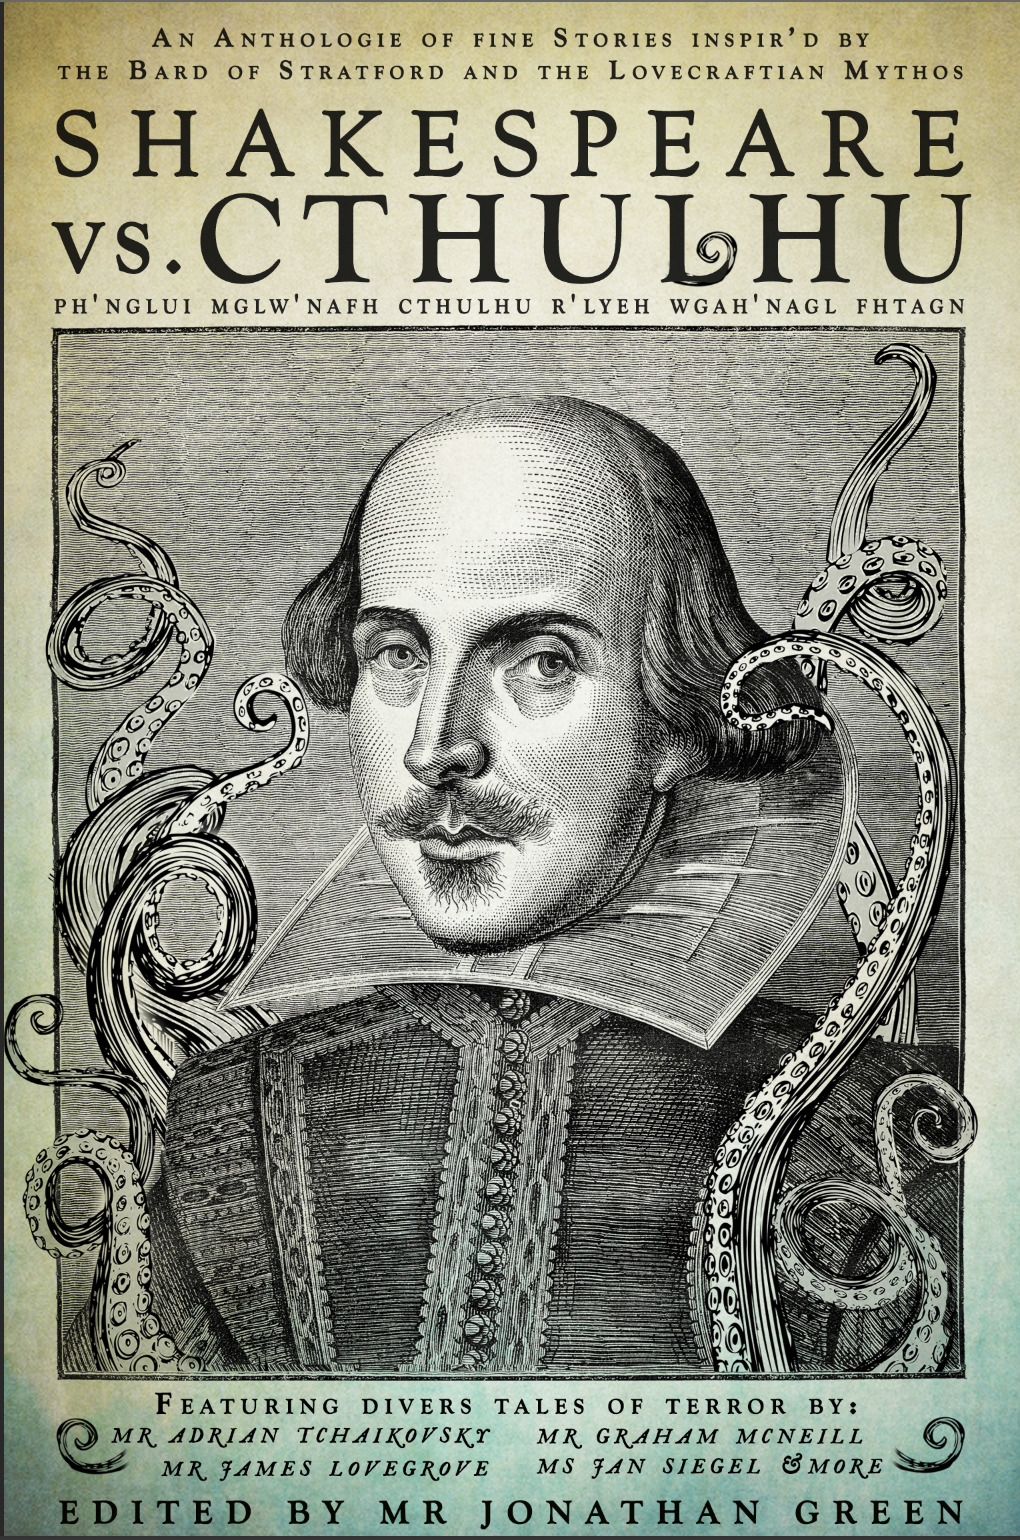 An Anthologie of fine Stories inspir'd by
the Bard of Stratford and the Lovecraftian Mythos
SHAKESPEARE
vs. CTHULHU
PH'NGLUI MGLW'NAFH CTHULHU R'LYEH WGAH'NAGL FHTAGN
Featuring divers tales of terror by:
MR ADRIAN TCHAIKOVSKY MR GRAHAM MCNEILL
MR JAMES LOVEGROVE MS JAN SIEGEL & MORE
EDITED BY MR JONATHAN GREEN